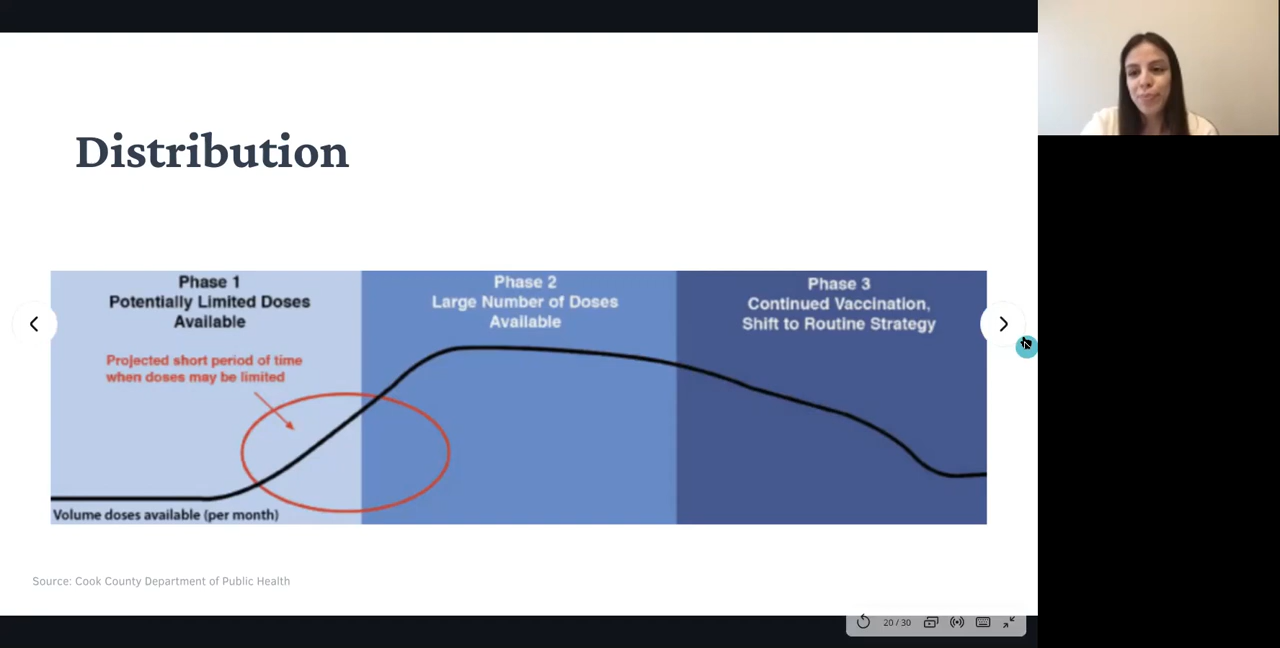 Distribution
Phase 1
Potentially Limited Doses
Available
Projected short period of time
when doses may be limited
Volume doses available (per month)
Phase 2
Large Number of Doses
Available
Phase 3
Continued Vaccination,
Shift to Routine Strategy
Source: Cook County Department of Public Health
20 / 30